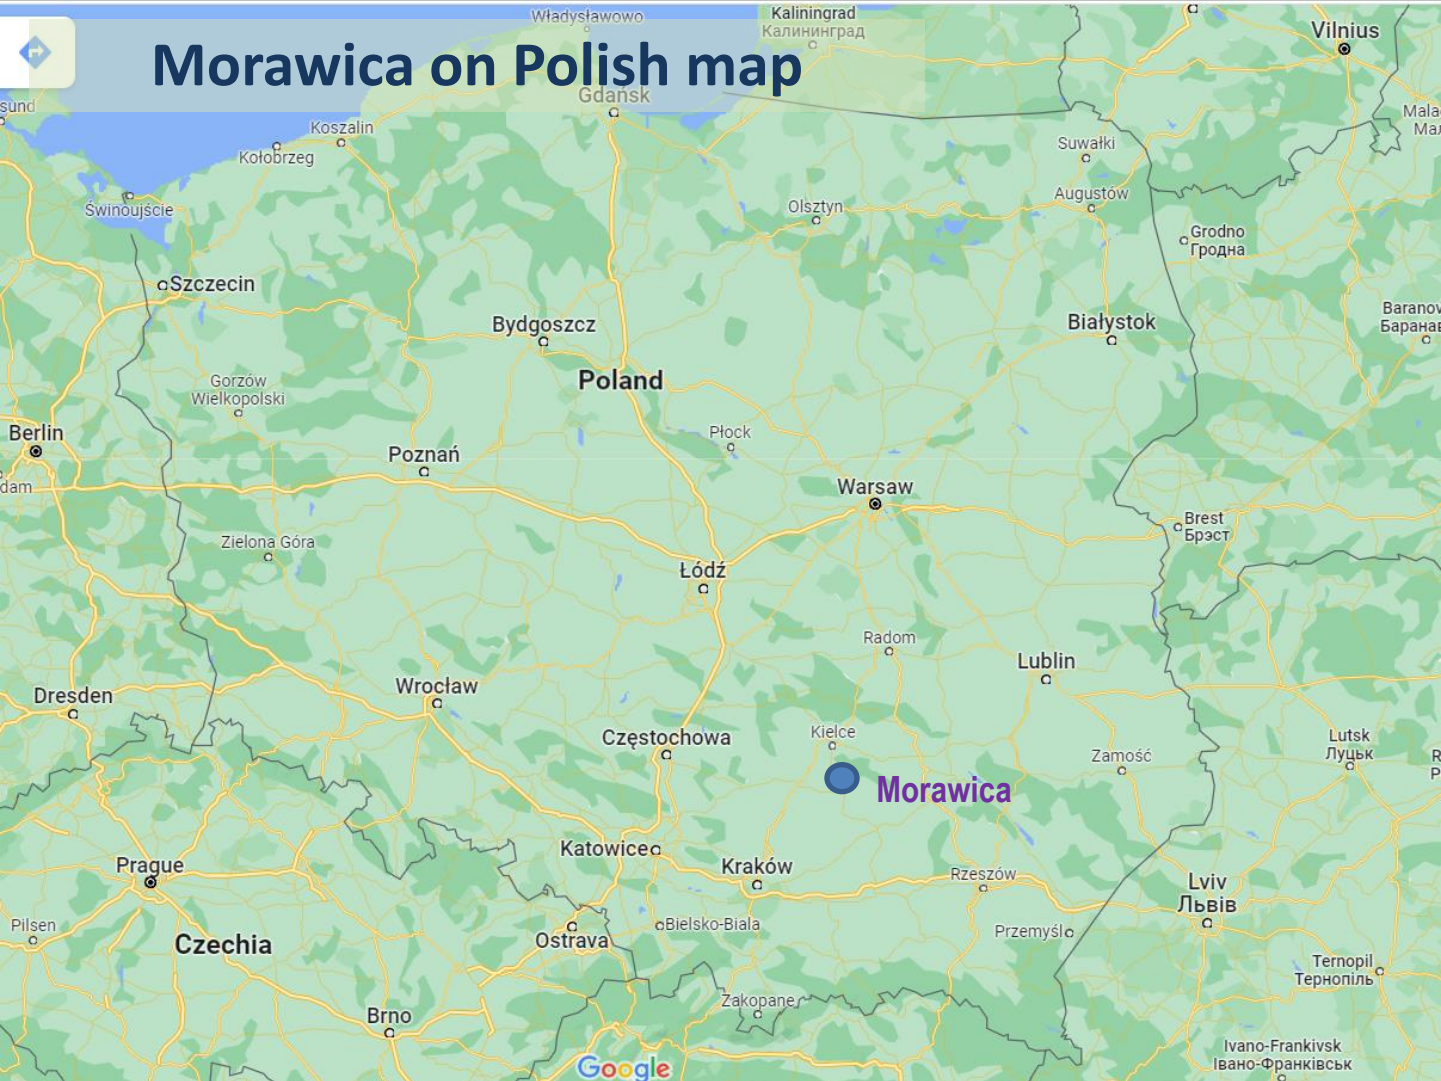 Władysławowo
Kaliningrad
Калининград
Vilnius
Morawica on Polish map
Gdańsk
sund
Koszalin
Kołobrzeg
Suwałki
Augustów
Świnoujście
Olsztyn
Grodno
Гродна
Szczecin
Bydgoszcz
Białystok
Baranov
Баранав
Poland
Gorzów
Wielkopolski
Berlin
Poznań
Płock
dam
Warsaw
Brest
Брэст
Zielona Góra
Łódź
Radom
Lublin
Dresden
Wrocław
Częstochowa
Kielce
Zamość
Lutsk
Луцьк
Morawica
Katowice
Prague
Kraków
Rzeszów
Lviv
Львів
Pilsen
Czechia
Ostrava
Bielsko-Biala
Przemyśl
Ternopil
Тернопіль
Zakopane
Brno
Ivano-Frankivsk
Івано-Франківськ
Google